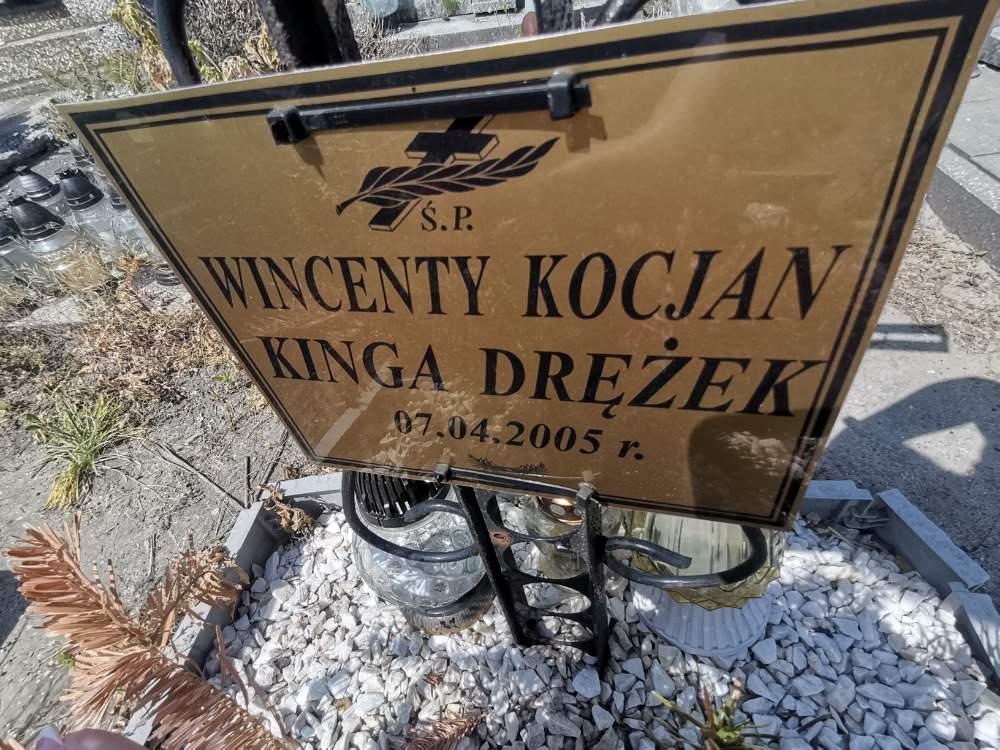 Ś.P.
WINCENTY KOCJAN
KINGA DRĘŻEK
07.04.2005 r.